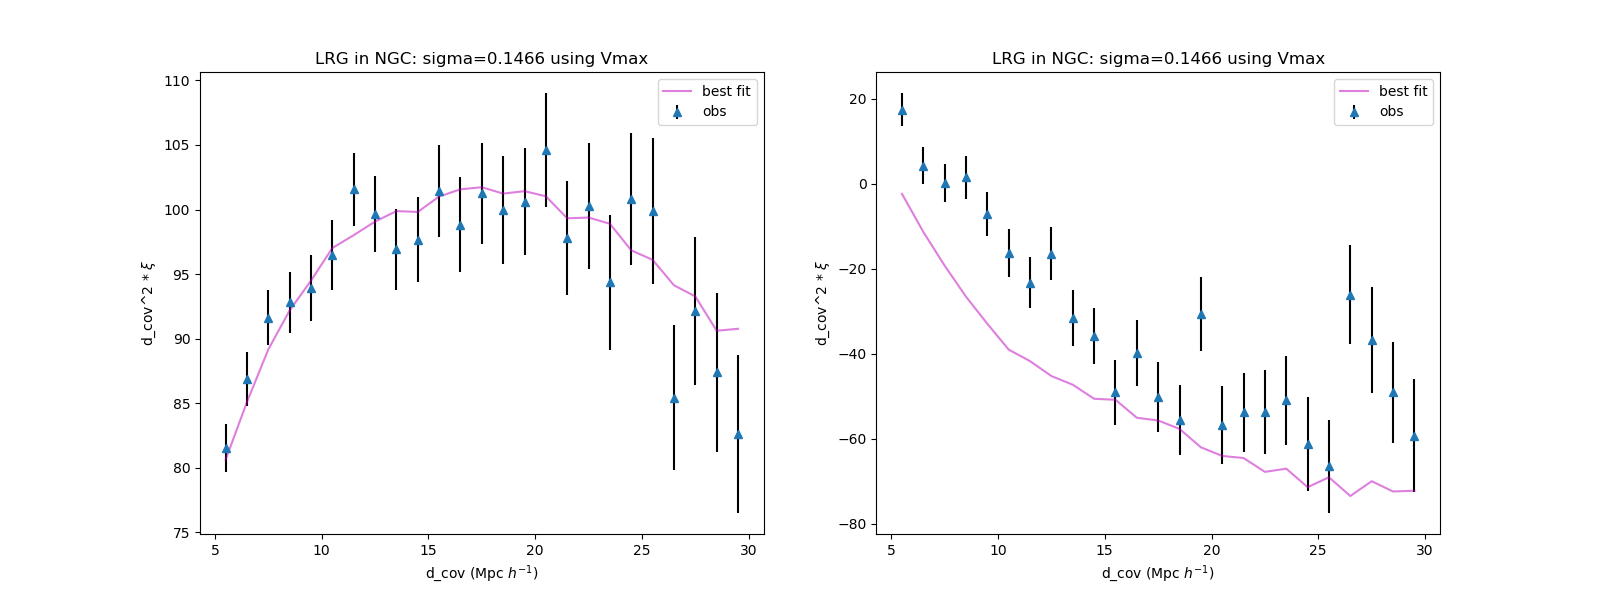 LRG in NGC: sigma=0.1466 using Vmax
110
105
100
95
90
85
80
75
d_cov^2 * ξ
5
10
15
20
25
30
d_cov (Mpc h^{-1})
best fit
obs
LRG in NGC: sigma=0.1466 using Vmax
20
0
−20
−40
−60
−80
d_cov^2 * ξ
5
10
15
20
25
30
d_cov (Mpc h^{-1})
best fit
obs